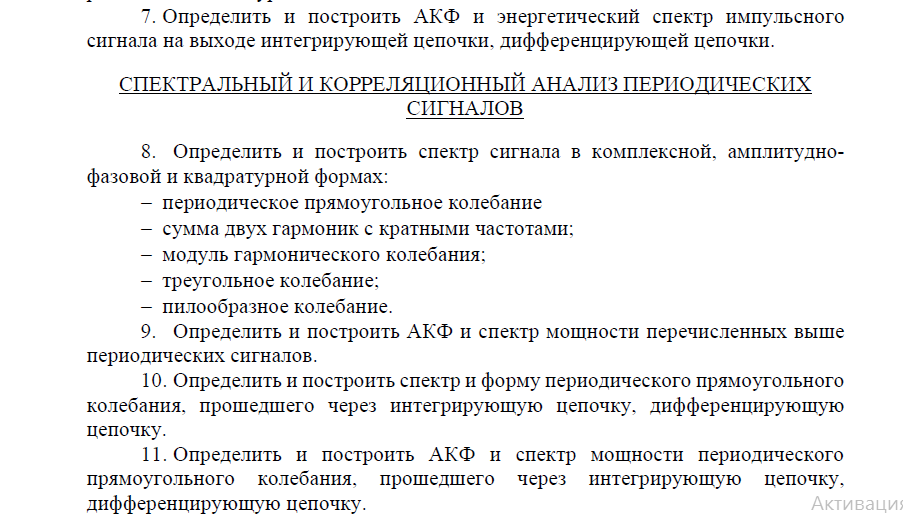 7. Определить и построить АКФ и энергетический спектр импульсного
сигнала на выходе интегрирующей цепочки, дифференцирующей цепочки.
СПЕКТРАЛЬНЫЙ И КОРРЕЛЯЦИОННЫЙ АНАЛИЗ ПЕРИОДИЧЕСКИХ
СИГНАЛОВ
8. Определить и построить спектр сигнала в комплексной, амплитудно-
фазовой и квадратурной формах:
– периодическое прямоугольное колебание
– сумма двух гармоник с кратными частотами;
– модуль гармонического колебания;
– треугольное колебание;
– пилообразное колебание.
9. Определить и построить АКФ и спектр мощности перечисленных выше
периодических сигналов.
10. Определить и построить спектр и форму периодического прямоугольного
колебания, прошедшего через интегрирующую цепочку, дифференцирующую
цепочку.
11. Определить и построить АКФ и спектр мощности периодического
прямоугольного колебания, прошедшего через интегрирующую цепочку,
дифференцирующую цепочку.
Активация